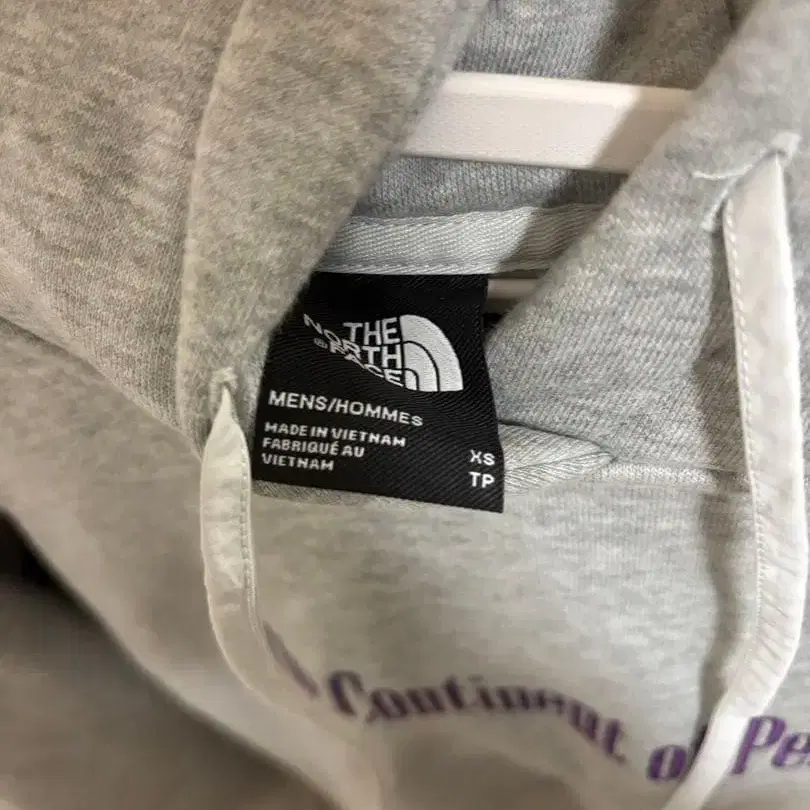 THE
NORTH
FACE
MENS/HOMMES
MADE IN VIETNAM
FABRIQUÉ AU
VIETNAM
XS
TP
Continent of